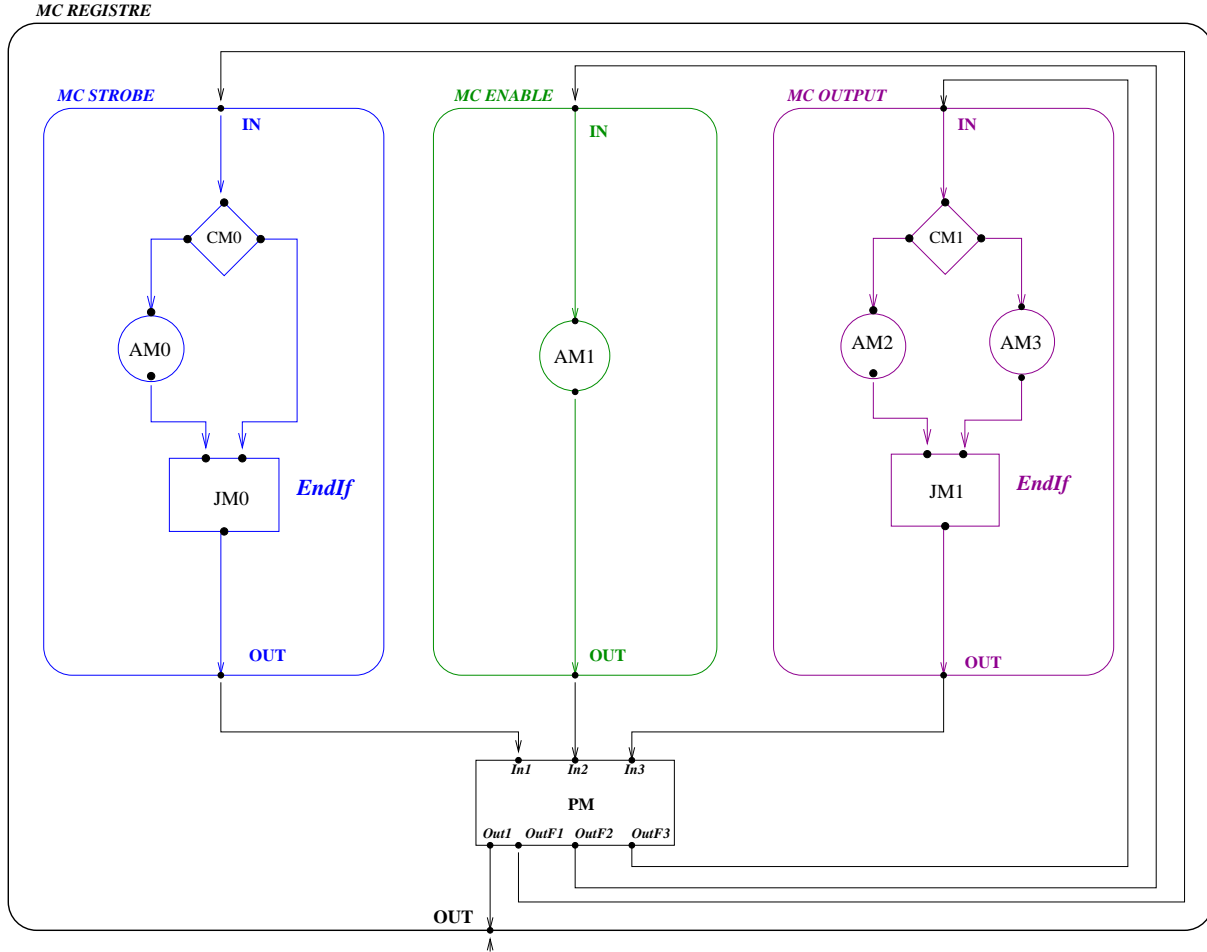 MC REGISTRE
MC STROBE
MC ENABLE
MC OUTPUT
IN
IN
IN
CM0
CM1
AM0
AM1
AM2
AM3
JM0
EndIf
JM1
EndIf
OUT
OUT
OUT
In1
In2
In3
PM
Out1
OutF1
OutF2
OutF3
OUT